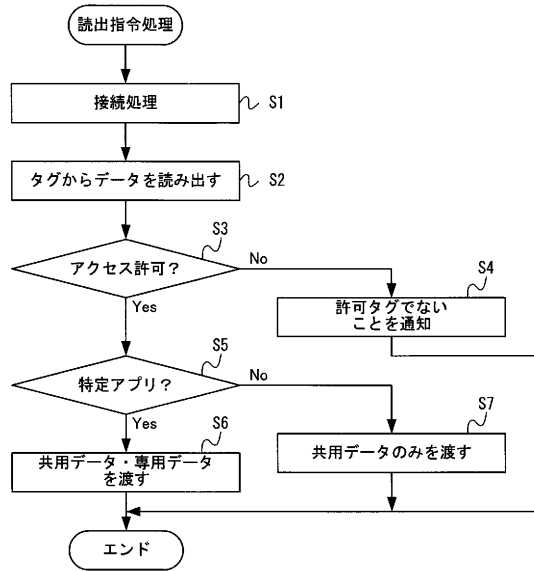 読出指令処理
接続処理
S1
タグからデータを読み出す
S2
S3
アクセス許可？
No
S4
許可タグでない
ことを通知
Yes
S5
特定アプリ？
No
S7
Yes
S6
共用データ・専用データ
を渡す
共用データのみを渡す
エンド